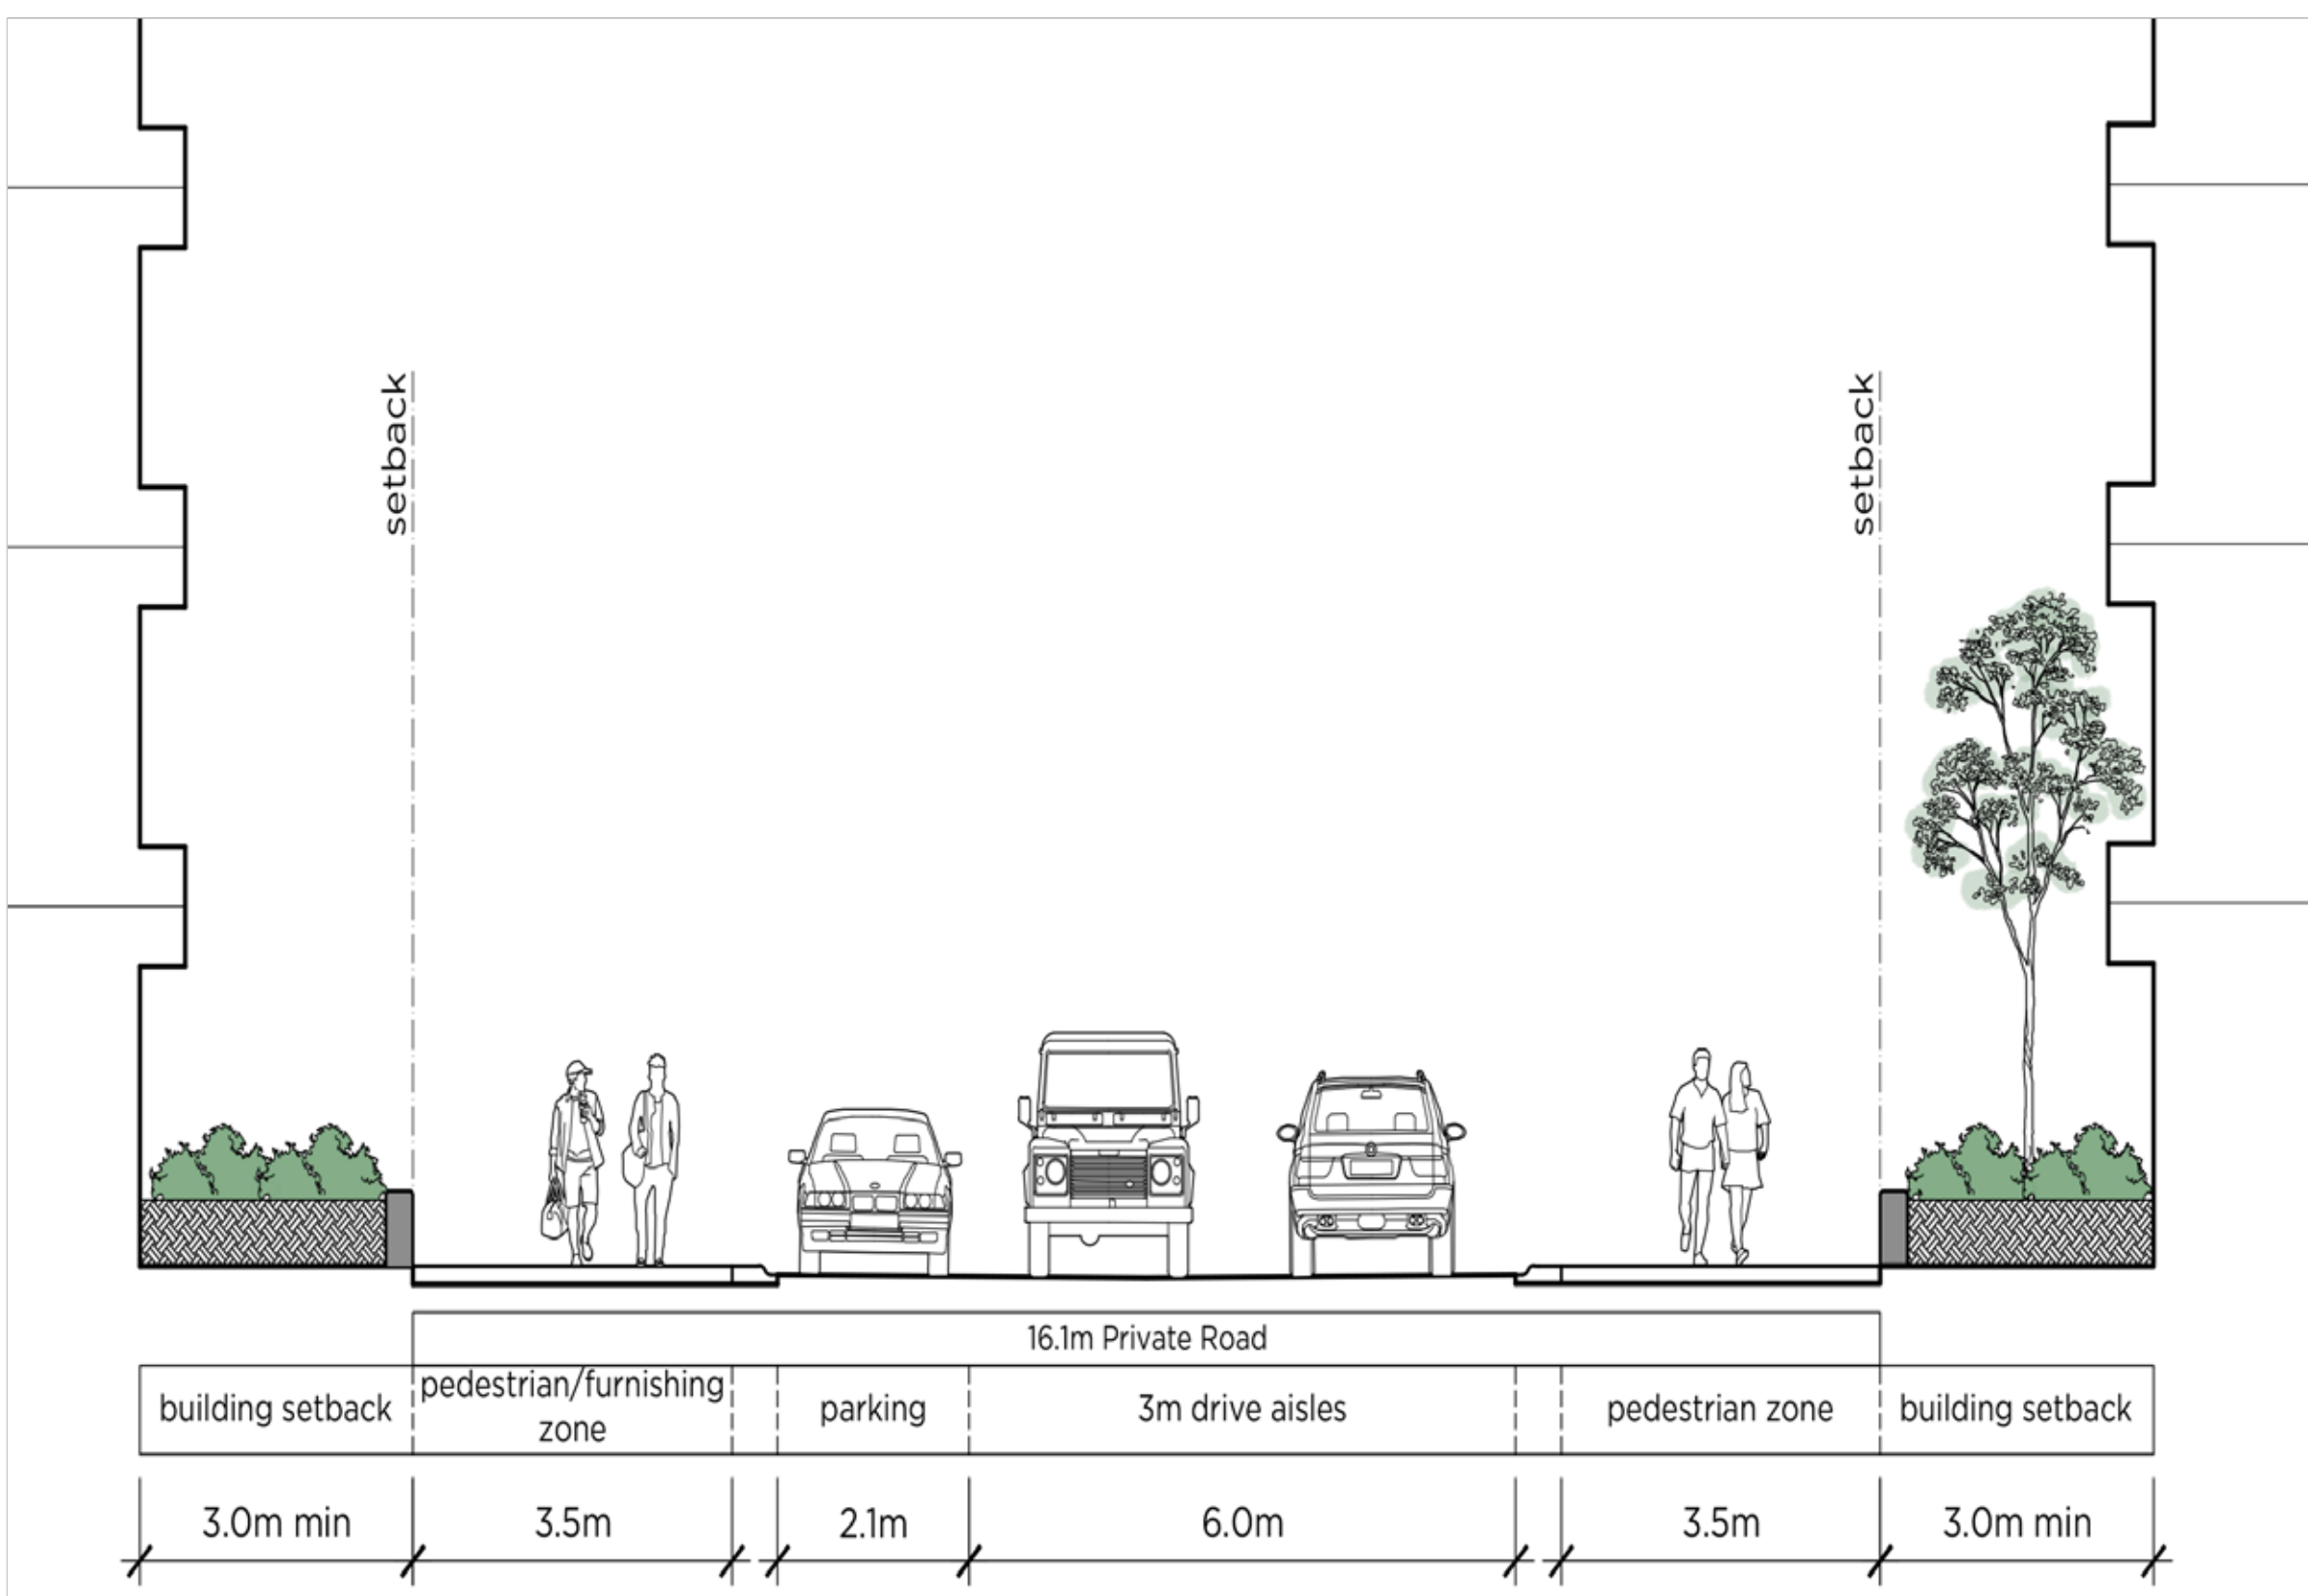 setback
setback
16.1m Private Road
building setback
pedestrian/furnishing
zone
parking
3m drive aisles
pedestrian zone
building setback
3.0m min
3.5m
2.1m
6.0m
3.5m
3.0m min